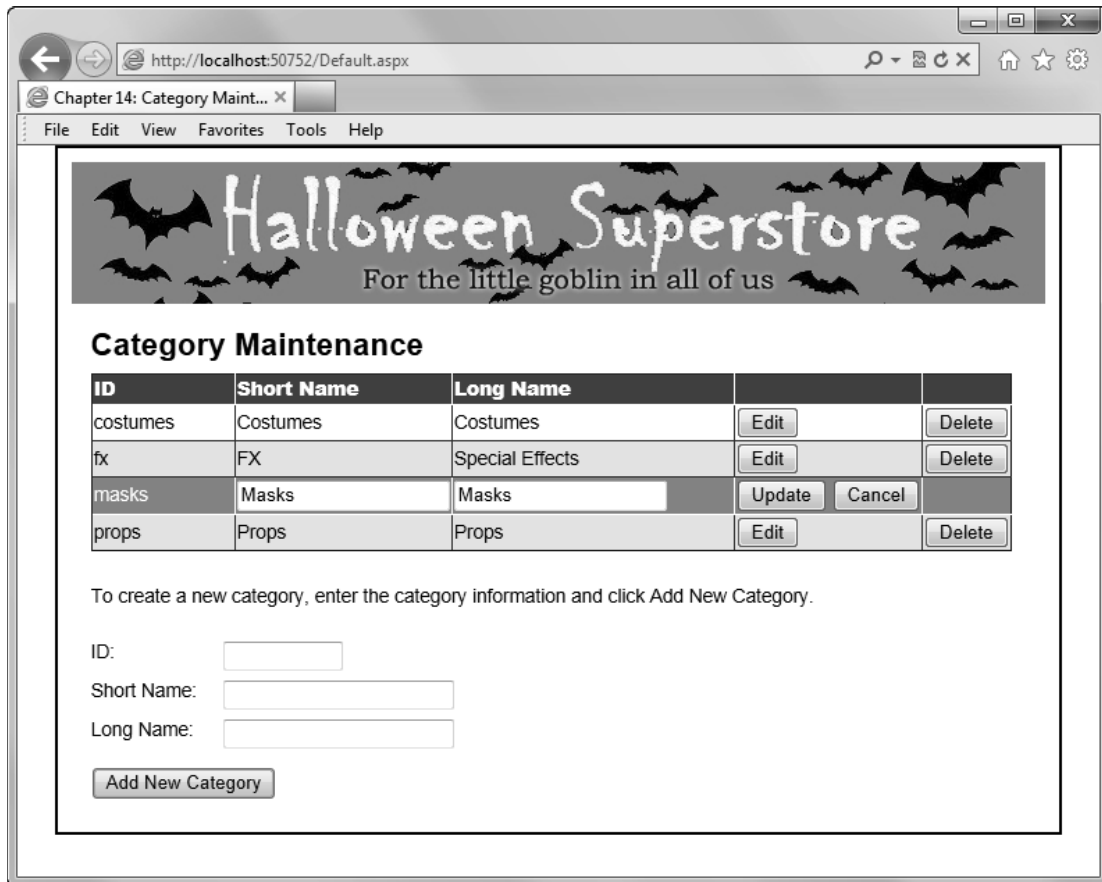 http://localhost:50752/Default.aspx
Chapter 14: Category Maint...
File Edit View Favorites Tools Help
Halloween Superstore
For the little goblin in all of us
Category Maintenance
ID Short Name Long Name
costumes Costumes Costumes Edit Delete
fx FX Special Effects Edit Delete
masks Masks Masks Update Cancel
props Props Props Edit Delete
To create a new category, enter the category information and click Add New Category.
ID:
Short Name:
Long Name:
Add New Category